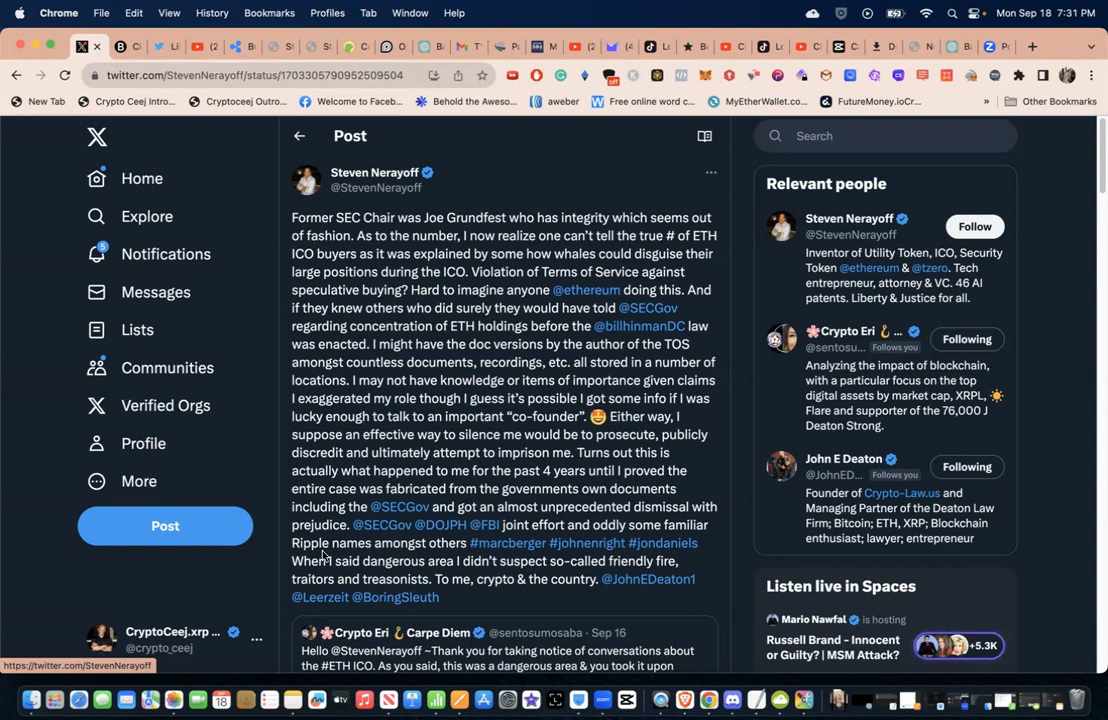 Chrome File Edit View History Bookmarks Profiles Tab Window Help Mon Sep 18 7:31 PM
twitter.com/StevenNerayoff/status/1703305790952509504
off
New Tab Crypto Ceej Intro... Cryptoceej Outro... Welcome to Faceb... Behold the Aweso... aweber Free online word c... MyEtherWallet.co... FutureMoney.ioCr... » Other Bookmarks
Home
Explore
5
Notifications
Messages
Lists
Communities
Verified Orgs
Profile
More
Post
CryptoCeej.xrp ...
@crypto_ceej
https://twitter.com/StevenNerayoff
Post
Steven Nerayoff
@StevenNerayoff
Former SEC Chair was Joe Grundfest who has integrity which seems out
of fashion. As to the number, I now realize one can't tell the true # of ETH
ICO buyers as it was explained by some how whales could disguise their
large positions during the ICO. Violation of Terms of Service against
speculative buying? Hard to imagine anyone @ethereum doing this. And
if they knew others who did surely they would have told @SECGov
regarding concentration of ETH holdings before the @billhinmanDC law
was enacted. I might have the doc versions by the author of the TOS
amongst countless documents, recordings, etc. all stored in a number of
locations. I may not have knowledge or items of importance given claims
I exaggerated my role though I guess it's possible I got some info if I was
lucky enough to talk to an important “co-founder”. 🤩 Either way, I
suppose an effective way to silence me would be to prosecute, publicly
discredit and ultimately attempt to imprison me. Turns out this is
actually what happened to me for the past 4 years until I proved the
entire case was fabricated from the governments own documents
including the @SECGov and got an almost unprecedented dismissal with
prejudice. @SECGov @DOJPH @FBI joint effort and oddly some familiar
Ripple names amongst others #marcberger #johnenright #jondaniels
When I said dangerous area I didn't suspect so-called friendly fire,
traitors and treasonists. To me, crypto & the country. @JohnEDeaton1
@Leerzeit @BoringSleuth
🌸Crypto Eri 🪝Carpe Diem @sentosumosaba · Sep 16
Hello @StevenNerayoff ~Thank you for taking notice of conversations about
the #ETH ICO. As you said, this was a dangerous area & you took it upon
Search
Relevant people
Steven Nerayoff
@StevenNerayoff
Follow
Inventor of Utility Token, ICO, Security
Token @ethereum & @tzero. Tech
executive, attorney & VC. 46 AI
patents. Liberty & Justice for all.
🌸Crypto Eri 🪝 ...
@sentosu... Follows you
Following
Analyzing the impact of blockchain,
with a particular focus on the top
digital assets by market cap, XRPL, ☀️
Flare and supporter of the 76,000 J
Deaton Army.
John E Deaton
@JohnED... Follows you
Following
Founder of Crypto-Law.us and
Managing Partner of the Deaton Law
Firm; Bitcoin; ETH, XRP; Blockchain
enthusiast; lawyer; entrepreneur
Listen live in Spaces
Mario Nawfal is hosting
Russell Brand - Innocent
or Guilty? | MSM Attack?
+5.3K